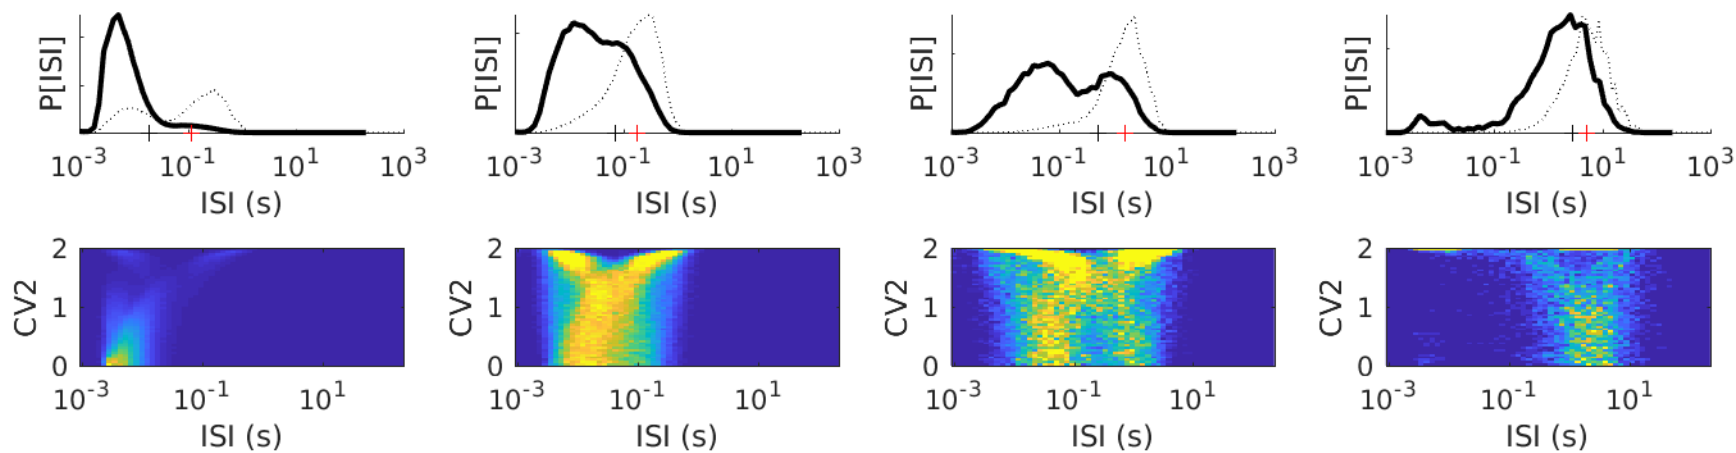 P[ISI] P[ISI] P[ISI] P[ISI]
10^-3 10^-1 10^1 10^3 10^-3 10^-1 10^1 10^3 10^-3 10^-1 10^1 10^3 10^-3 10^-1 10^1 10^3
ISI (s) ISI (s) ISI (s) ISI (s)
2 2 2 2
CV2 CV2 CV2 CV2
1 1 1 1
0 0 0 0
10^-3 10^-1 10^1 10^-3 10^-1 10^1 10^-3 10^-1 10^1 10^-3 10^-1 10^1
ISI (s) ISI (s) ISI (s) ISI (s)